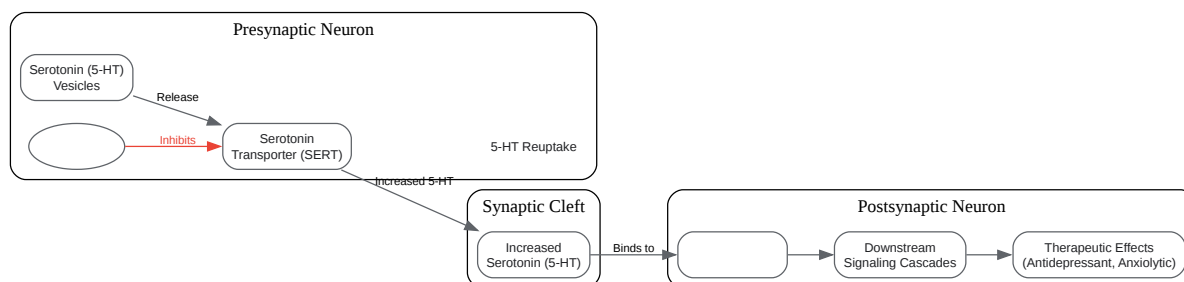 Presynaptic Neuron
Serotonin (5-HT)
Vesicles
Release
Inhibits
Serotonin
Transporter (SERT)
5-HT Reuptake
Increased 5-HT
Synaptic Cleft
Increased
Serotonin (5-HT)
Binds to
Postsynaptic Neuron
Downstream
Signaling Cascades
Therapeutic Effects
(Antidepressant, Anxiolytic)